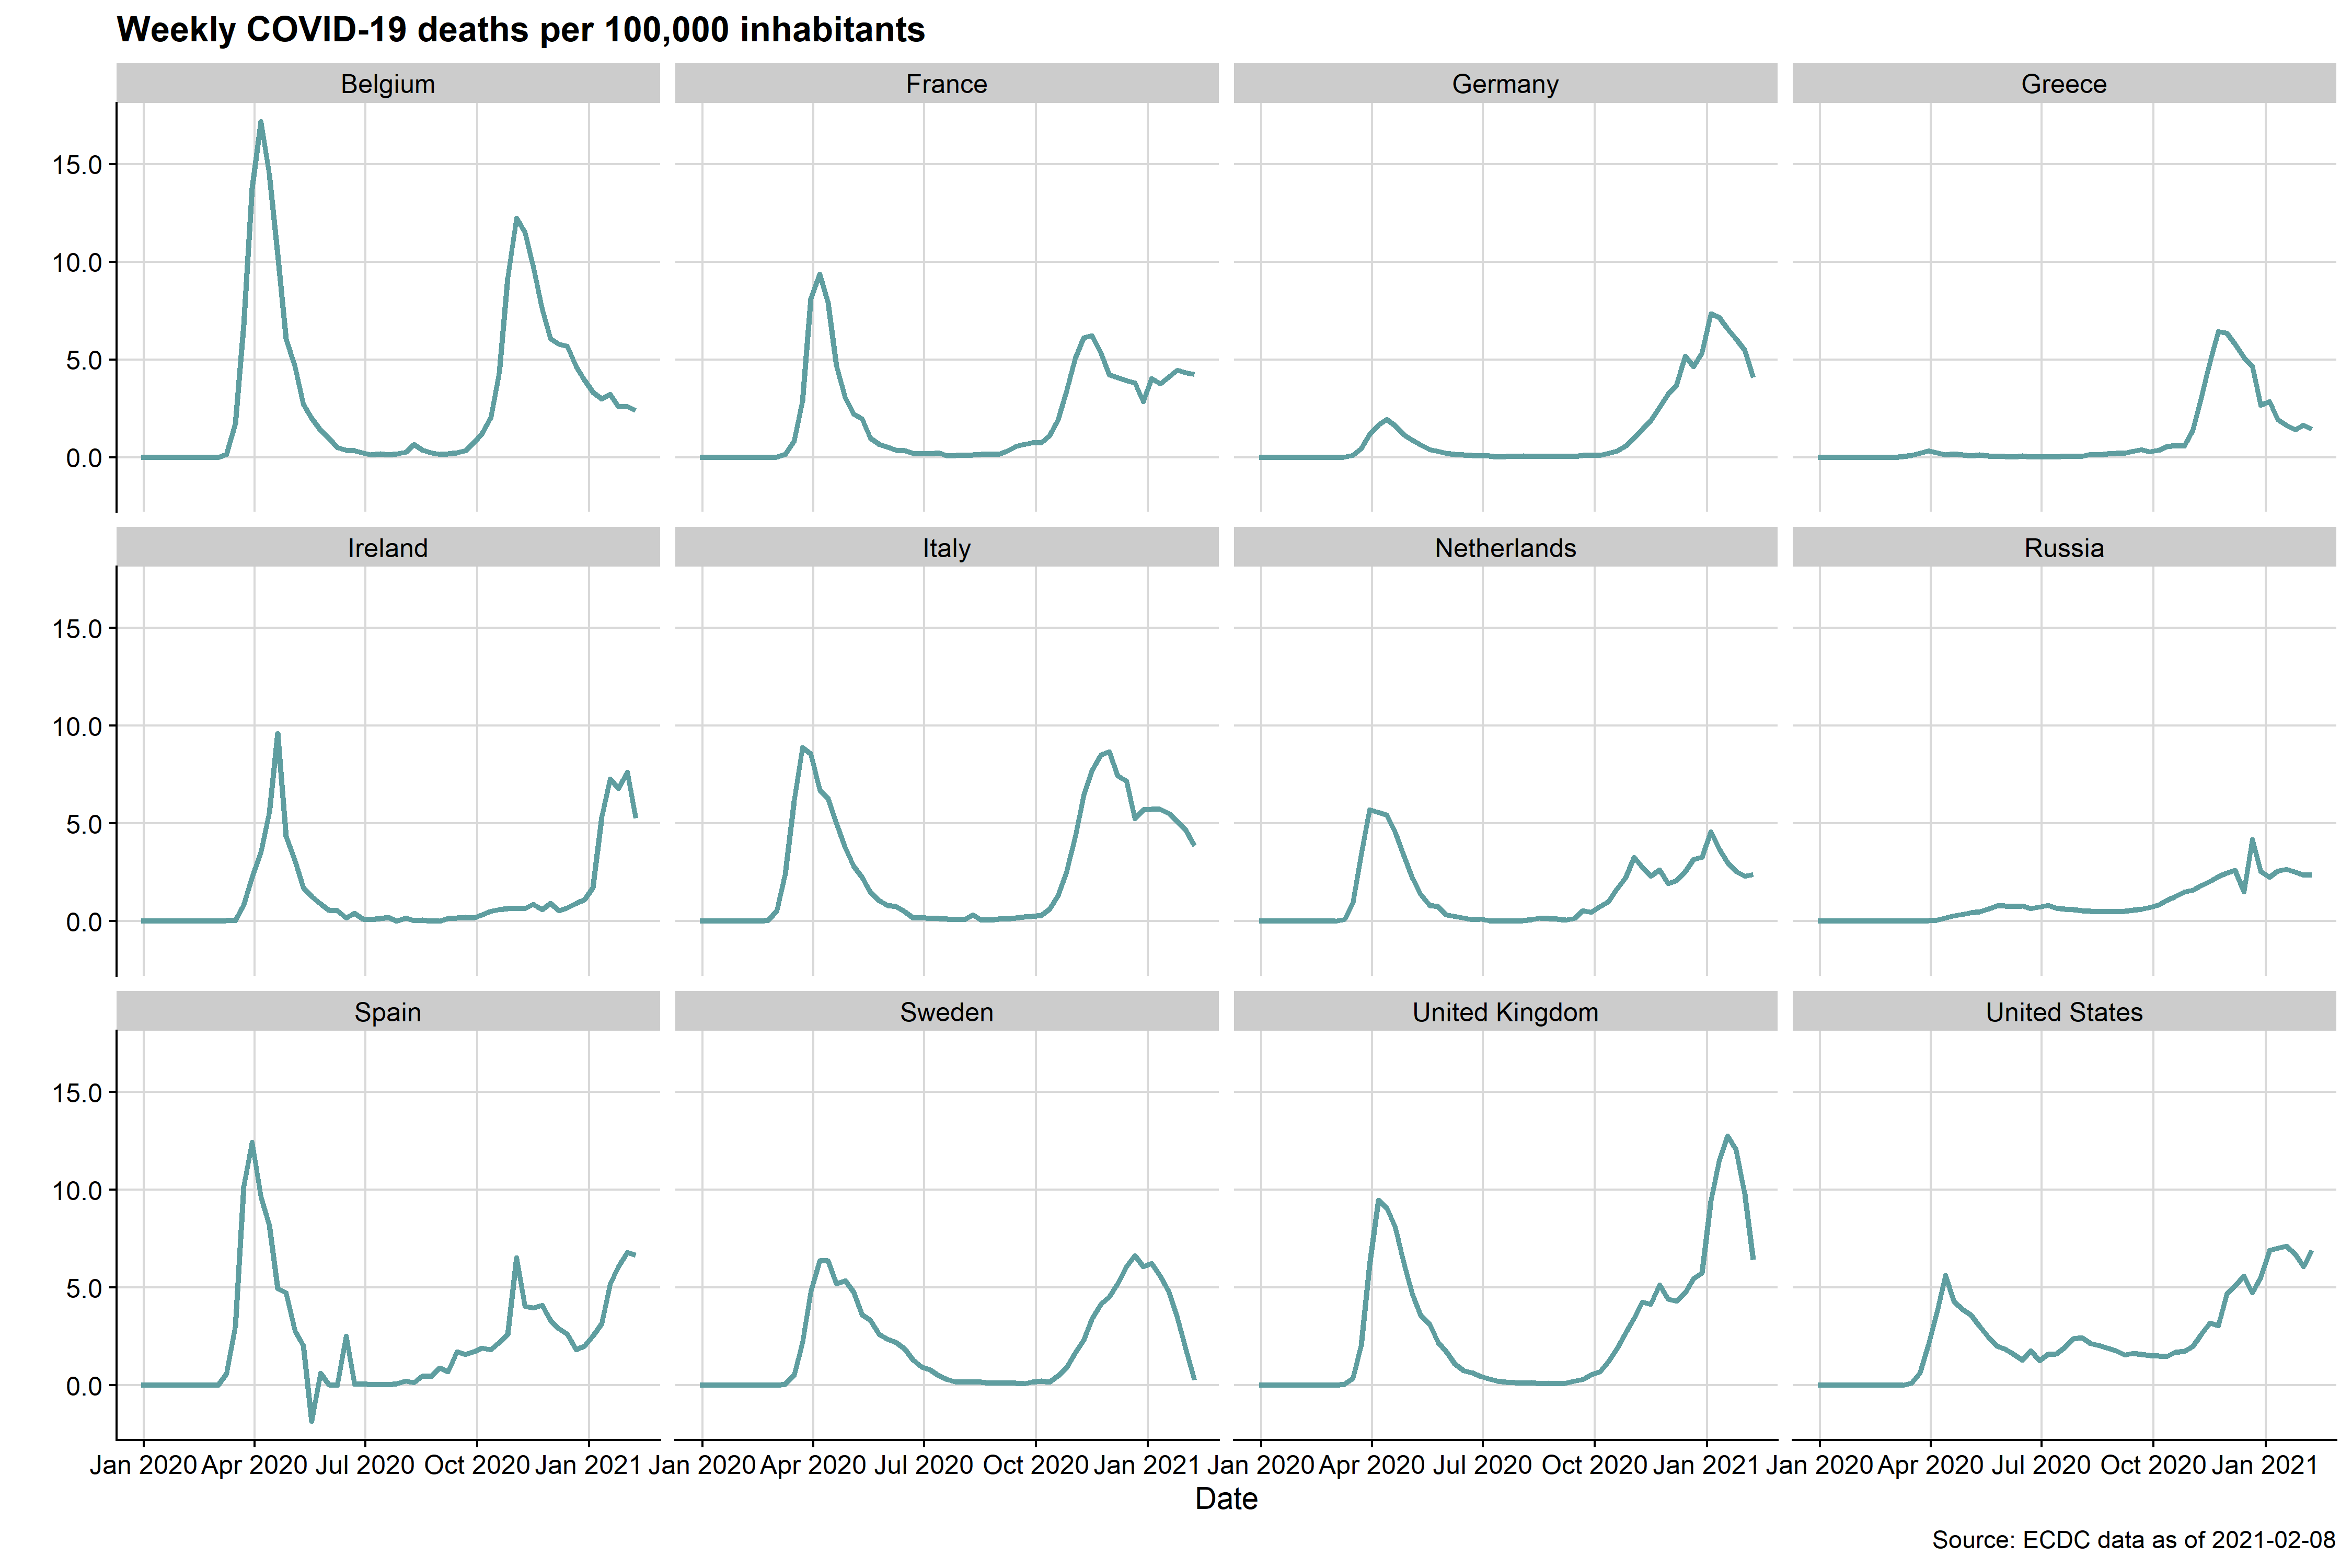 Weekly COVID-19 deaths per 100,000 inhabitants
Belgium France Germany Greece
15.0
10.0
5.0
0.0
Ireland Italy Netherlands Russia
15.0
10.0
5.0
0.0
Spain Sweden United Kingdom United States
15.0
10.0
5.0
0.0
Jan 2020 Apr 2020 Jul 2020 Oct 2020 Jan 2021 Jan 2020 Apr 2020 Jul 2020 Oct 2020 Jan 2021 Jan 2020 Apr 2020 Jul 2020 Oct 2020 Jan 2021 Jan 2020 Apr 2020 Jul 2020 Oct 2020 Jan 2021
Date
Source: ECDC data as of 2021-02-08